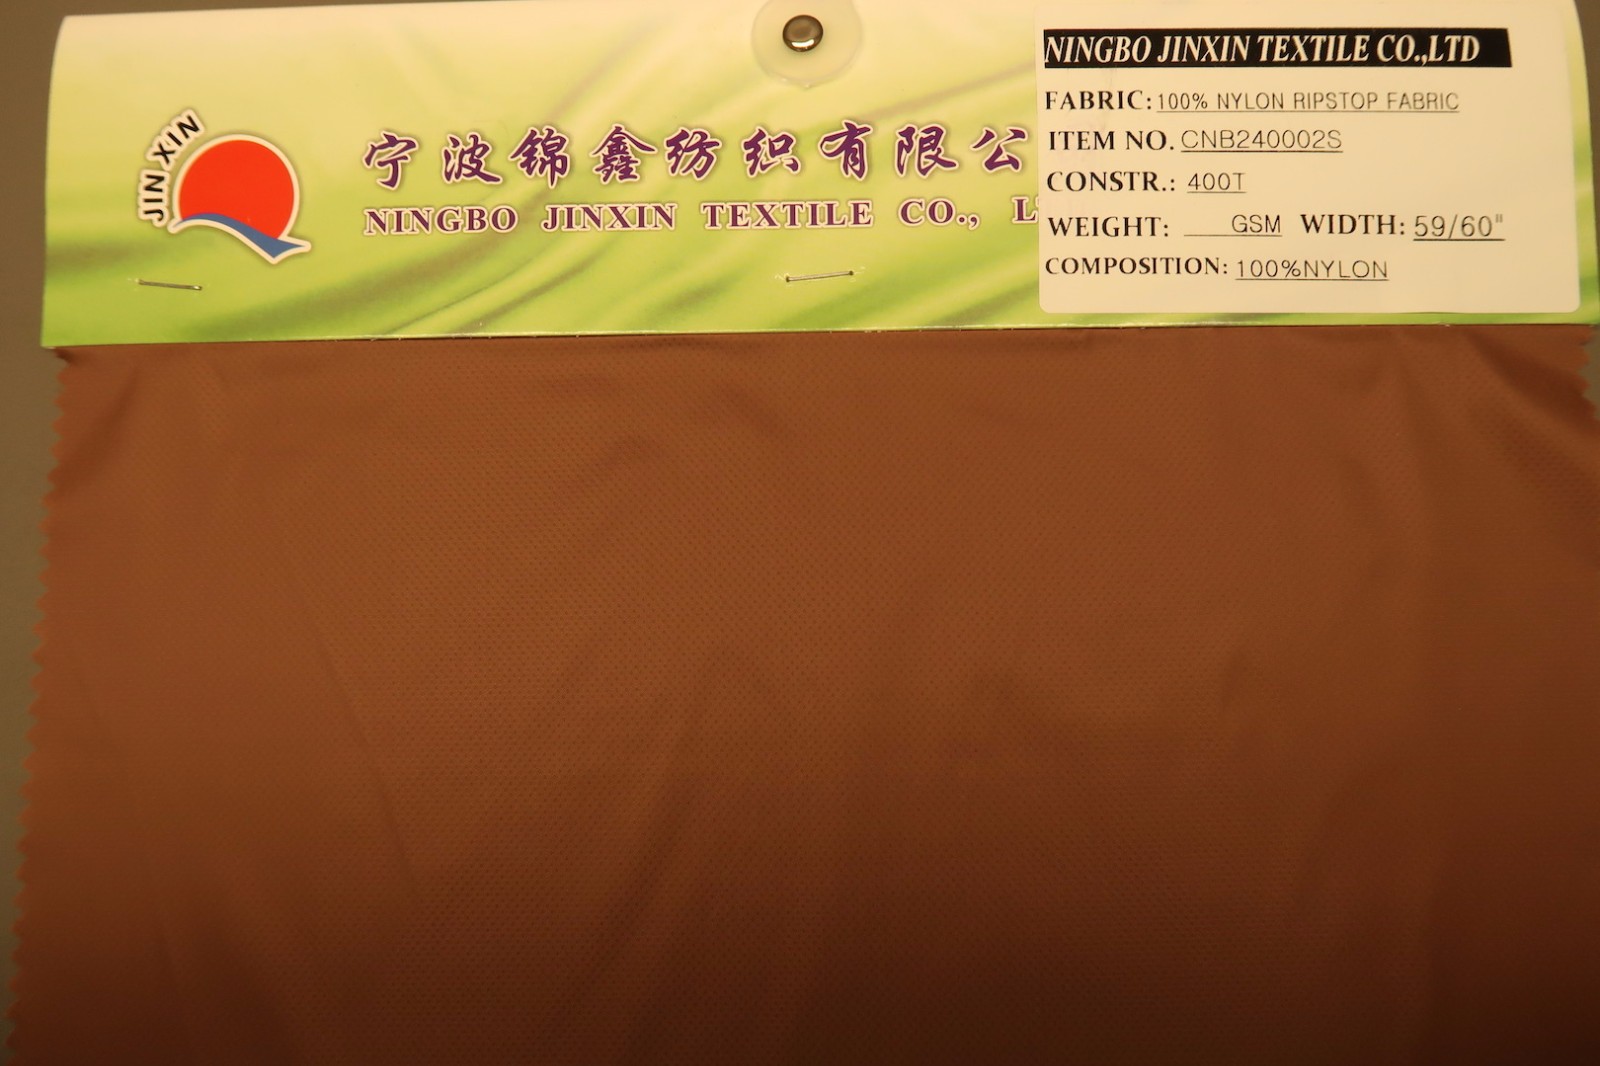 JIN XIN
宁波锦鑫纺织有限公
NINGBO JINXIN TEXTILE CO., L
NINGBO JINXIN TEXTILE CO.,LTD
FABRIC: 100% NYLON RIPSTOP FABRIC
ITEM NO. CNB240002S
CONSTR.: 400T
WEIGHT: ___GSM WIDTH: 59/60"
COMPOSITION: 100%NYLON